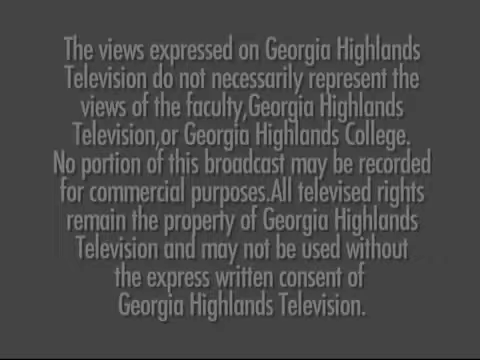 The views expressed on Georgia Highlands
Television do not necessarily represent the
views of the faculty,Georgia Highlands
Television,or Georgia Highlands College.
No portion of this broadcast may be recorded
for commercial purposes.All televised rights
remain the property of Georgia Highlands
Television and may not be used without
the express written consent of
Georgia Highlands Television.